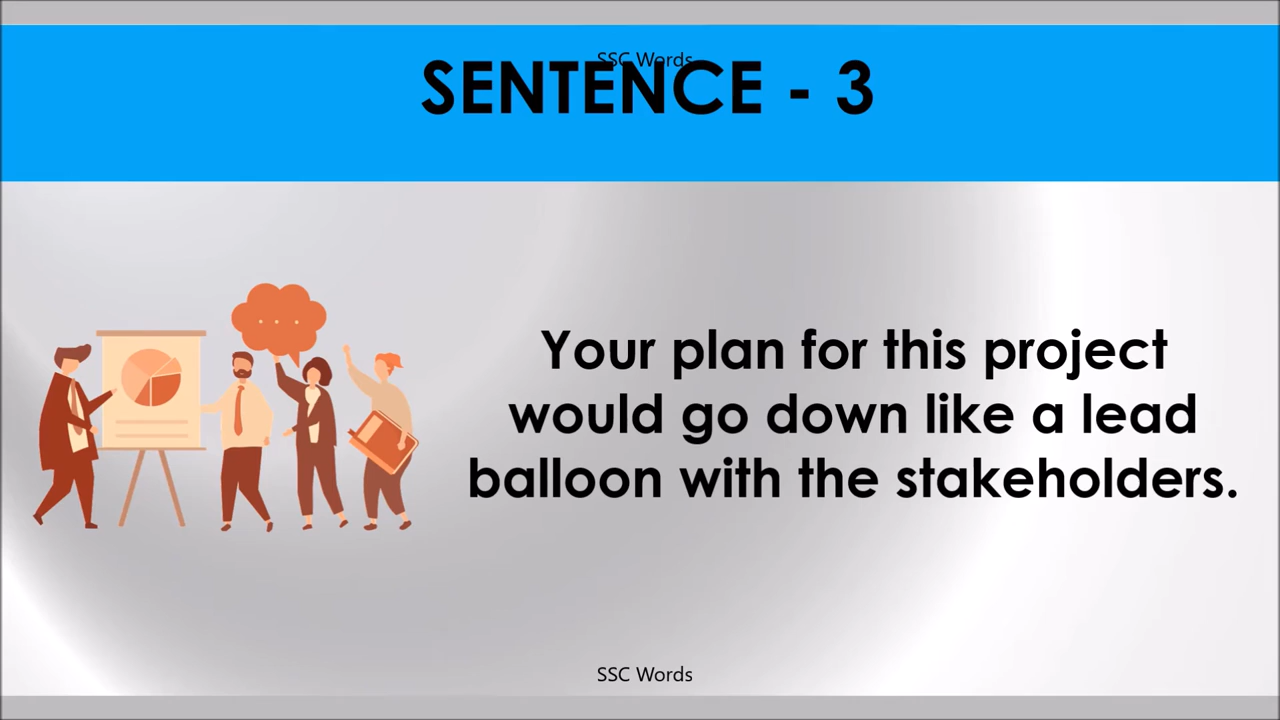 SSC Words
SENTENCE - 3
Your plan for this project
would go down like a lead
balloon with the stakeholders.
SSC Words